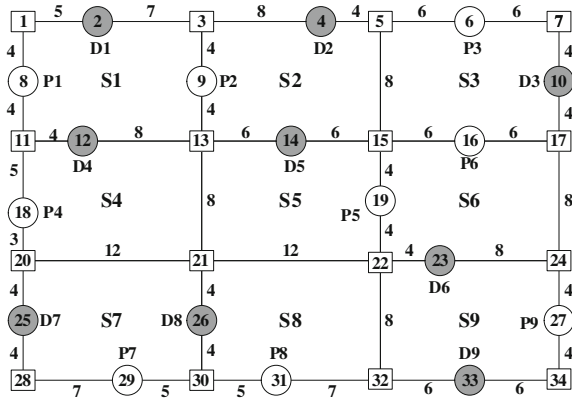 1 5 2 7 3 8 4 4 5 6 6 6 7
D1 D2 P3
4 4 4
8 P1 S1 9 P2 S2 8 S3 D3 10
4 4 4
11 4 12 8 13 6 14 6 15 6 16 6 17
D4 D5 P6
5 4
18 P4 S4 8 S5 P5 19 S6 8
3 4
20 12 21 12 22 4 23 8 24
D6
4 4 4
25 D7 S7 D8 26 S8 8 S9 P9 27
4 P7 4 P8 D9 4
28 7 29 5 30 5 31 7 32 6 33 6 34